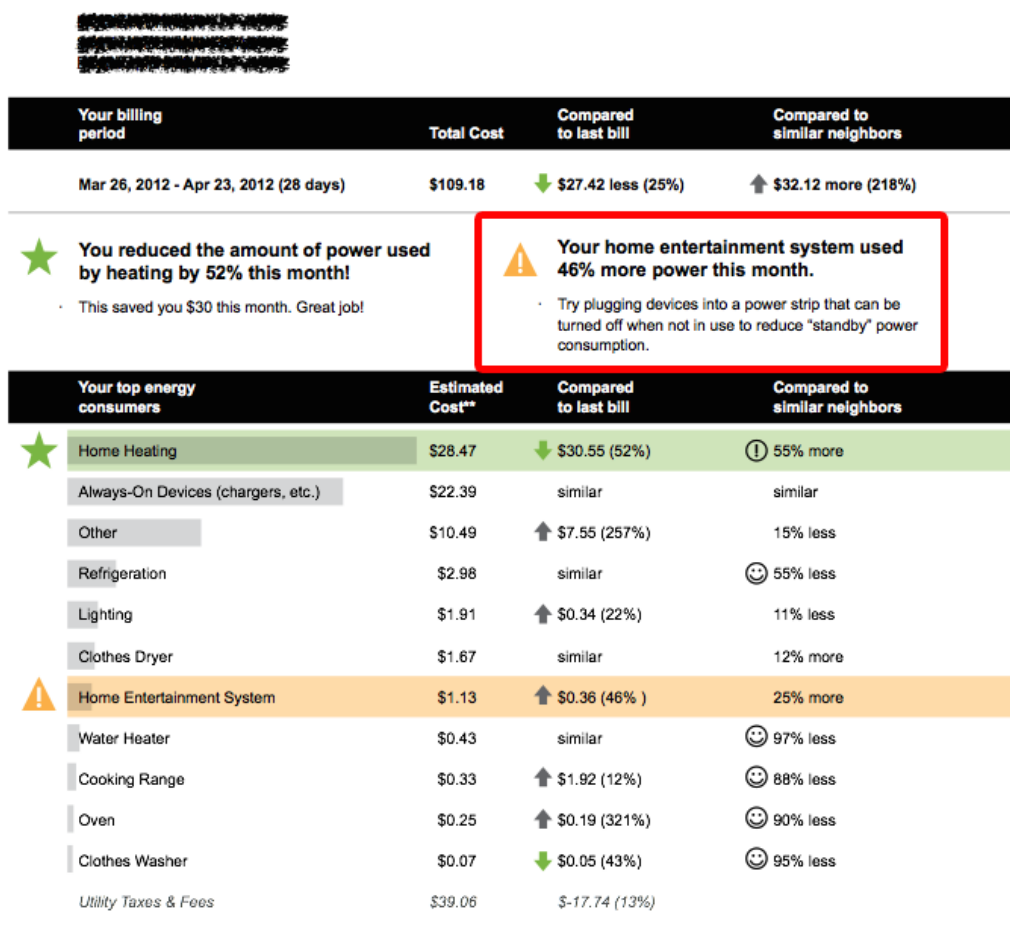 Your billing period Total Cost Compared to last bill Compared to similar neighbors
Mar 26, 2012 - Apr 23, 2012 (28 days) $109.18 $27.42 less (25%) $32.12 more (218%)
You reduced the amount of power used
by heating by 52% this month!
· This saved you $30 this month. Great job!
Your home entertainment system used
46% more power this month.
· Try plugging devices into a power strip that can be
turned off when not in use to reduce “standby” power
consumption.
Your top energy consumers Estimated Cost** Compared to last bill Compared to similar neighbors
Home Heating $28.47 $30.55 (52%) 55% more
Always-On Devices (chargers, etc.) $22.39 similar similar
Other $10.49 $7.55 (257%) 15% less
Refrigeration $2.98 similar 55% less
Lighting $1.91 $0.34 (22%) 11% less
Clothes Dryer $1.67 similar 12% more
Home Entertainment System $1.13 $0.36 (46% ) 25% more
Water Heater $0.43 similar 97% less
Cooking Range $0.33 $1.92 (12%) 88% less
Oven $0.25 $0.19 (321%) 90% less
Clothes Washer $0.07 $0.05 (43%) 95% less
Utility Taxes & Fees $39.06 $-17.74 (13%)